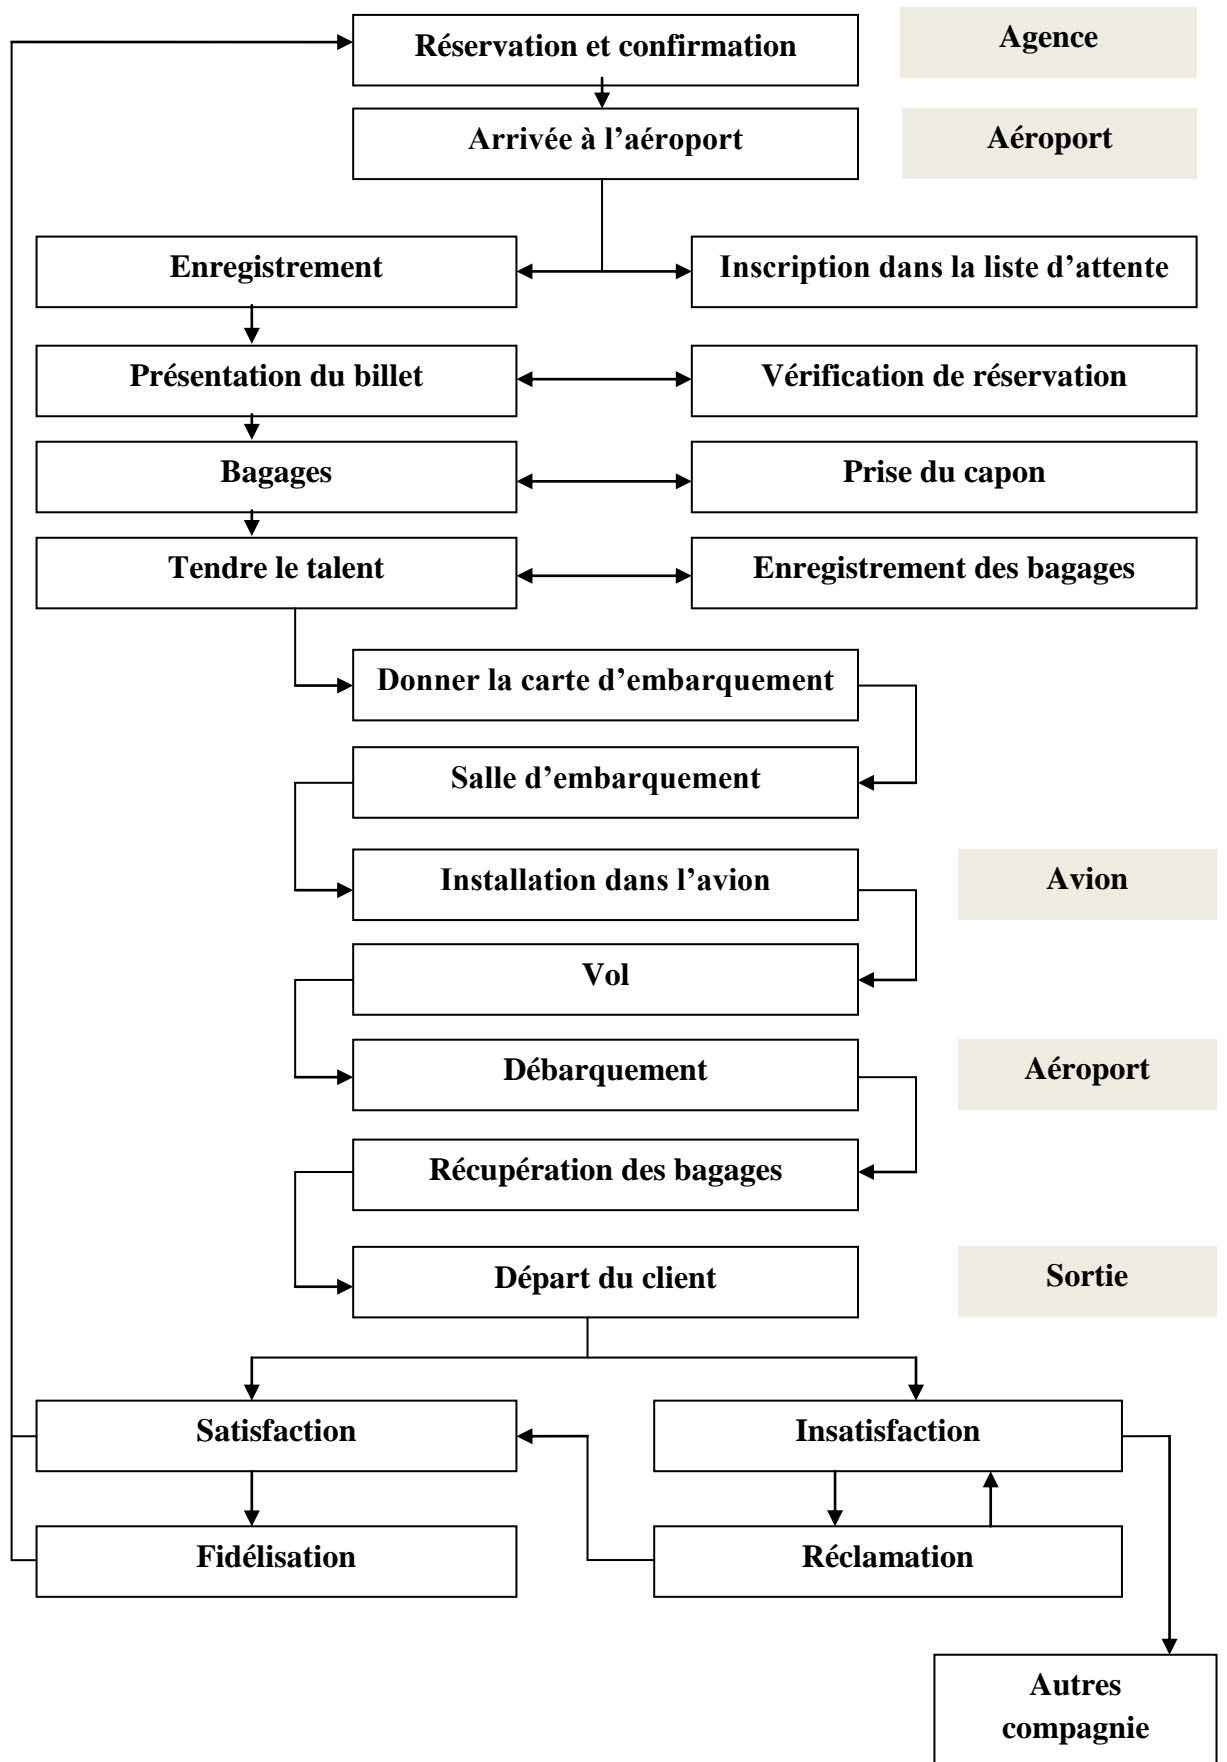 Réservation et confirmation
Agence
Arrivée à l’aéroport
Aéroport
Enregistrement
Inscription dans la liste d’attente
Présentation du billet
Vérification de réservation
Bagages
Prise du capon
Tendre le talent
Enregistrement des bagages
Donner la carte d’embarquement
Salle d’embarquement
Installation dans l’avion
Avion
Vol
Débarquement
Aéroport
Récupération des bagages
Départ du client
Sortie
Satisfaction
Insatisfaction
Fidélisation
Réclamation
Autres
compagnie